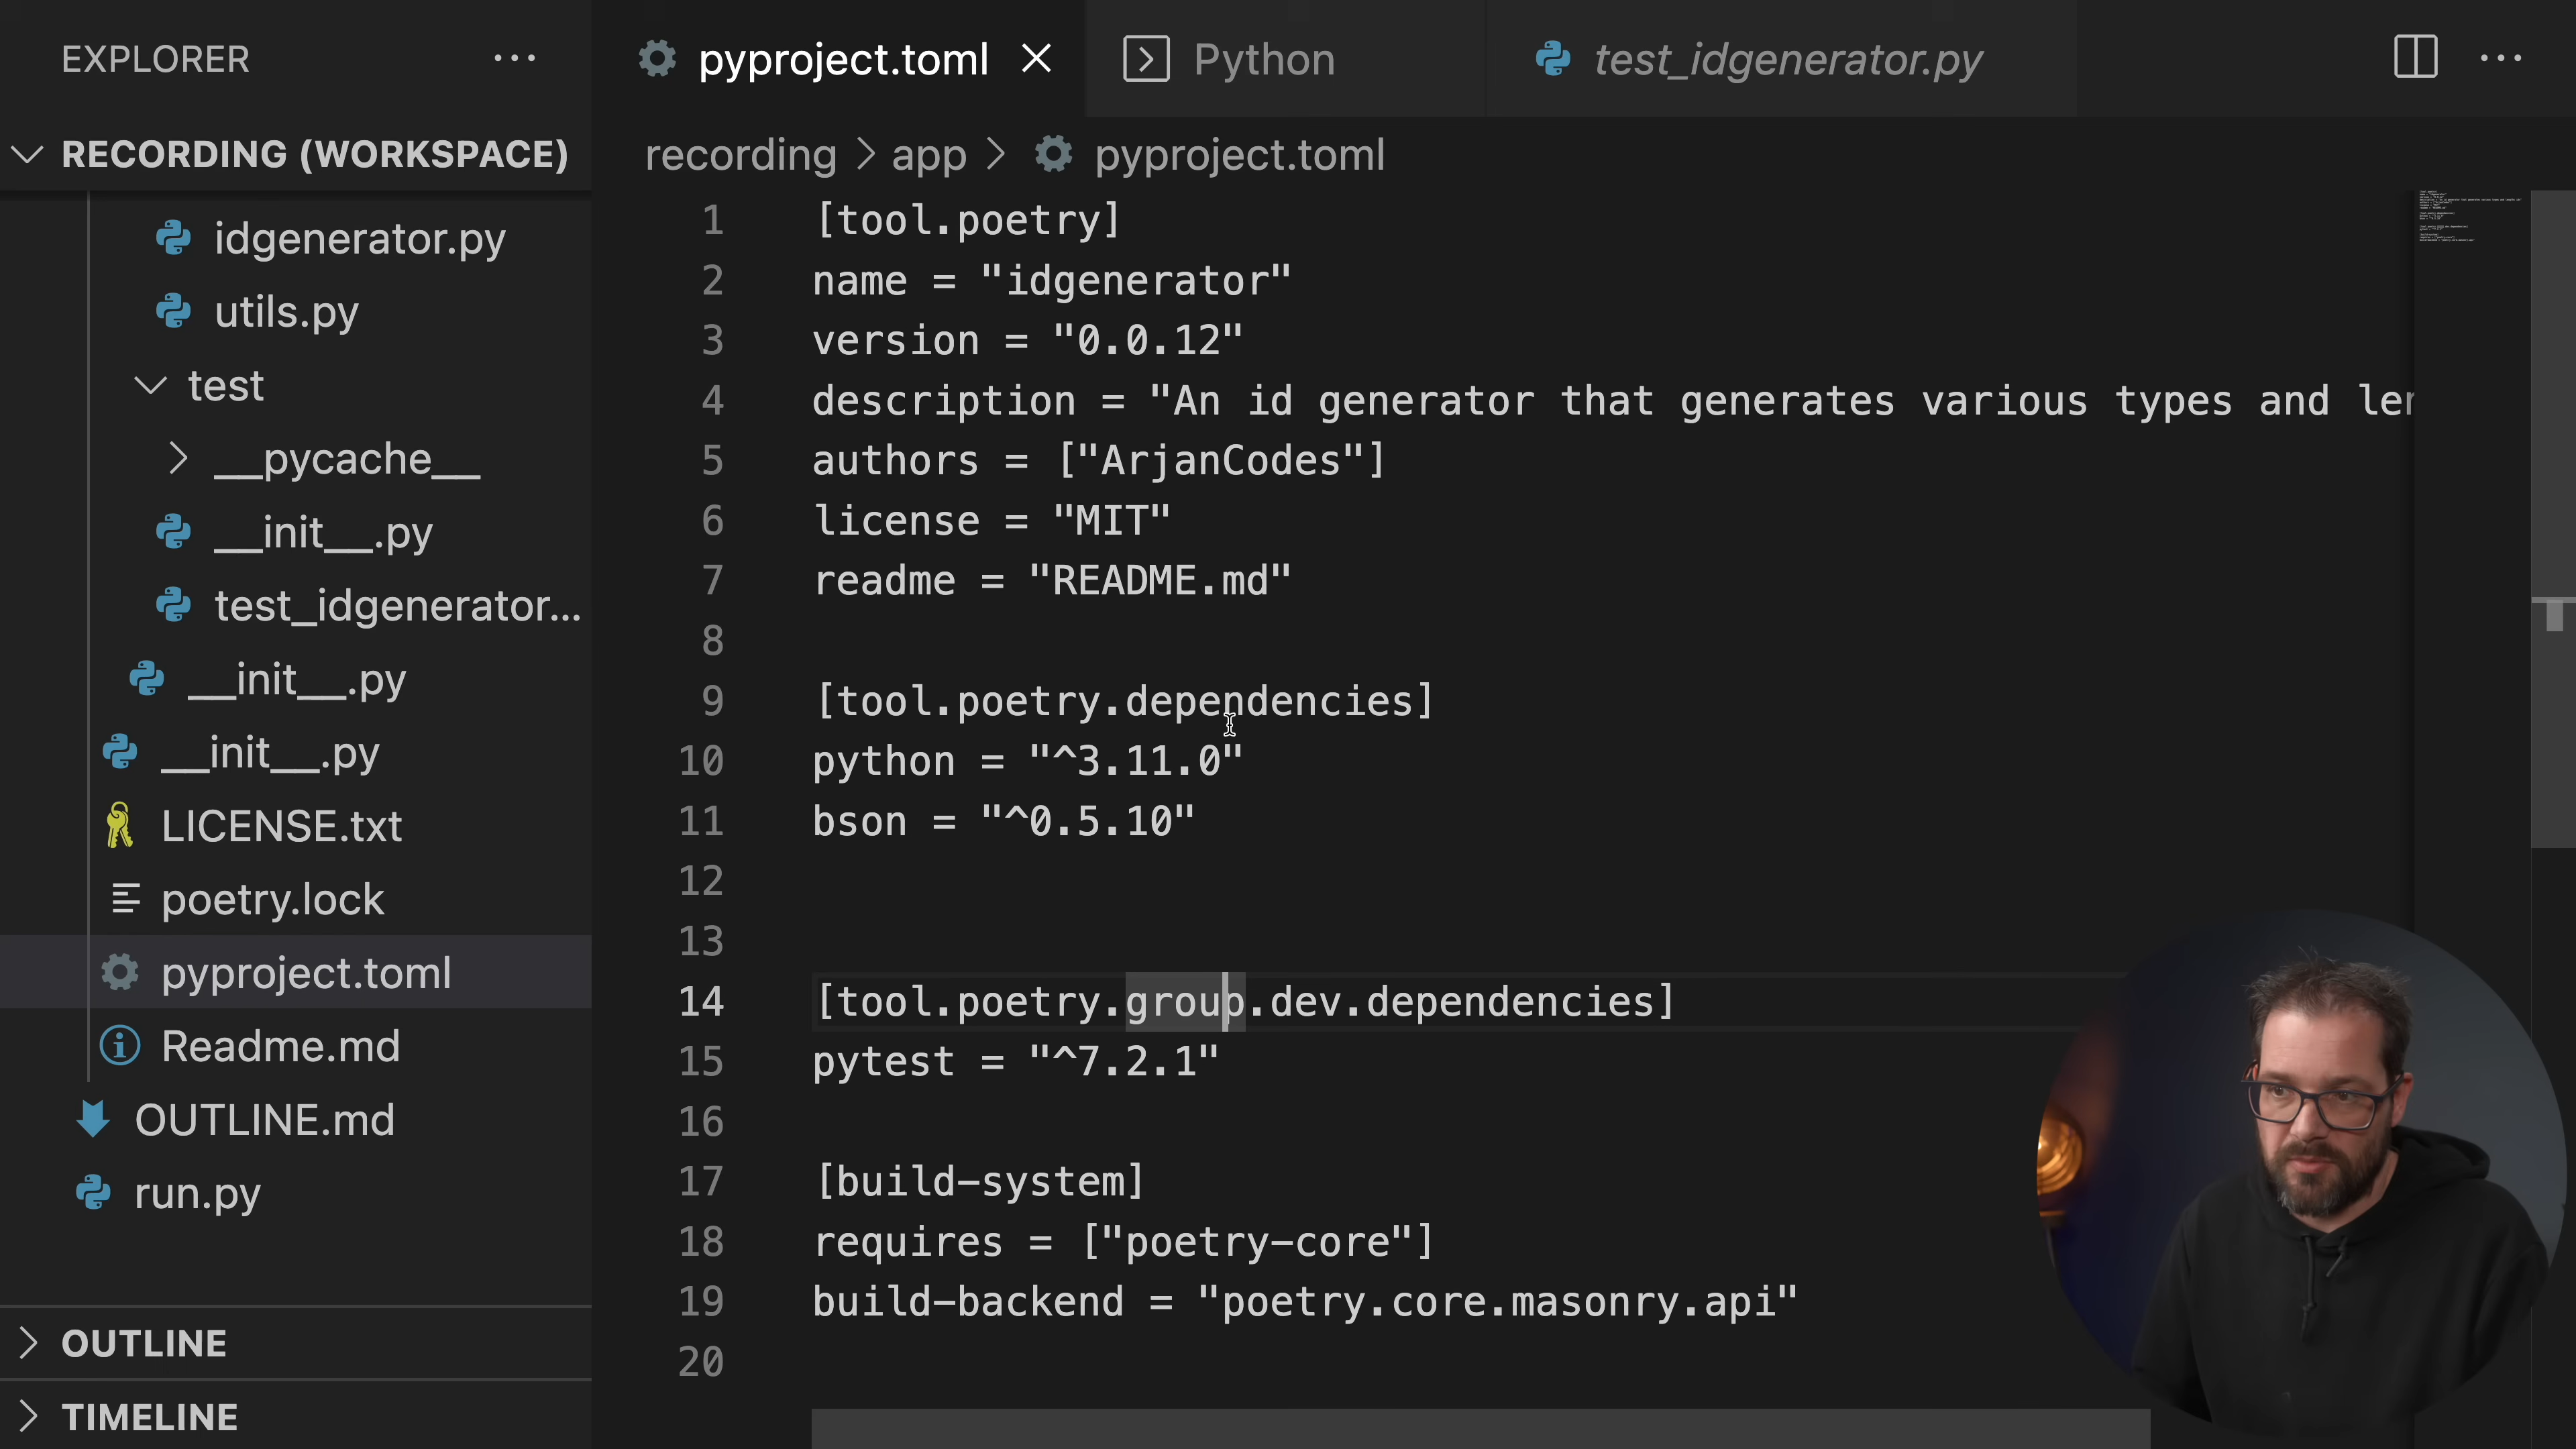 EXPLORER
RECORDING (WORKSPACE)
idgenerator.py
utils.py
test
__pycache__
__init__.py
test_idgenerator...
__init__.py
__init__.py
LICENSE.txt
poetry.lock
pyproject.toml
Readme.md
OUTLINE.md
run.py
OUTLINE
TIMELINE
pyproject.toml
Python
test_idgenerator.py
recording > app > pyproject.toml
1 [tool.poetry]
2 name = "idgenerator"
3 version = "0.0.12"
4 description = "An id generator that generates various types and
5 authors = ["ArjanCodes"]
6 license = "MIT"
7 readme = "README.md"
8
9 [tool.poetry.dependencies]
10 python = "^3.11.0"
11 bson = "^0.5.10"
12
13
14 [tool.poetry.group.dev.dependencies]
15 pytest = "^7.2.1"
16
17 [build-system]
18 requires = ["poetry-core"]
19 build-backend = "poetry.core.masonry.api"
20